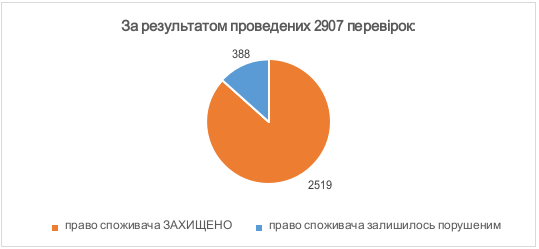 За результатом проведених 2907 перевірок:
388
2519
право споживача ЗАХИЩЕНО
право споживача залишилось порушеним